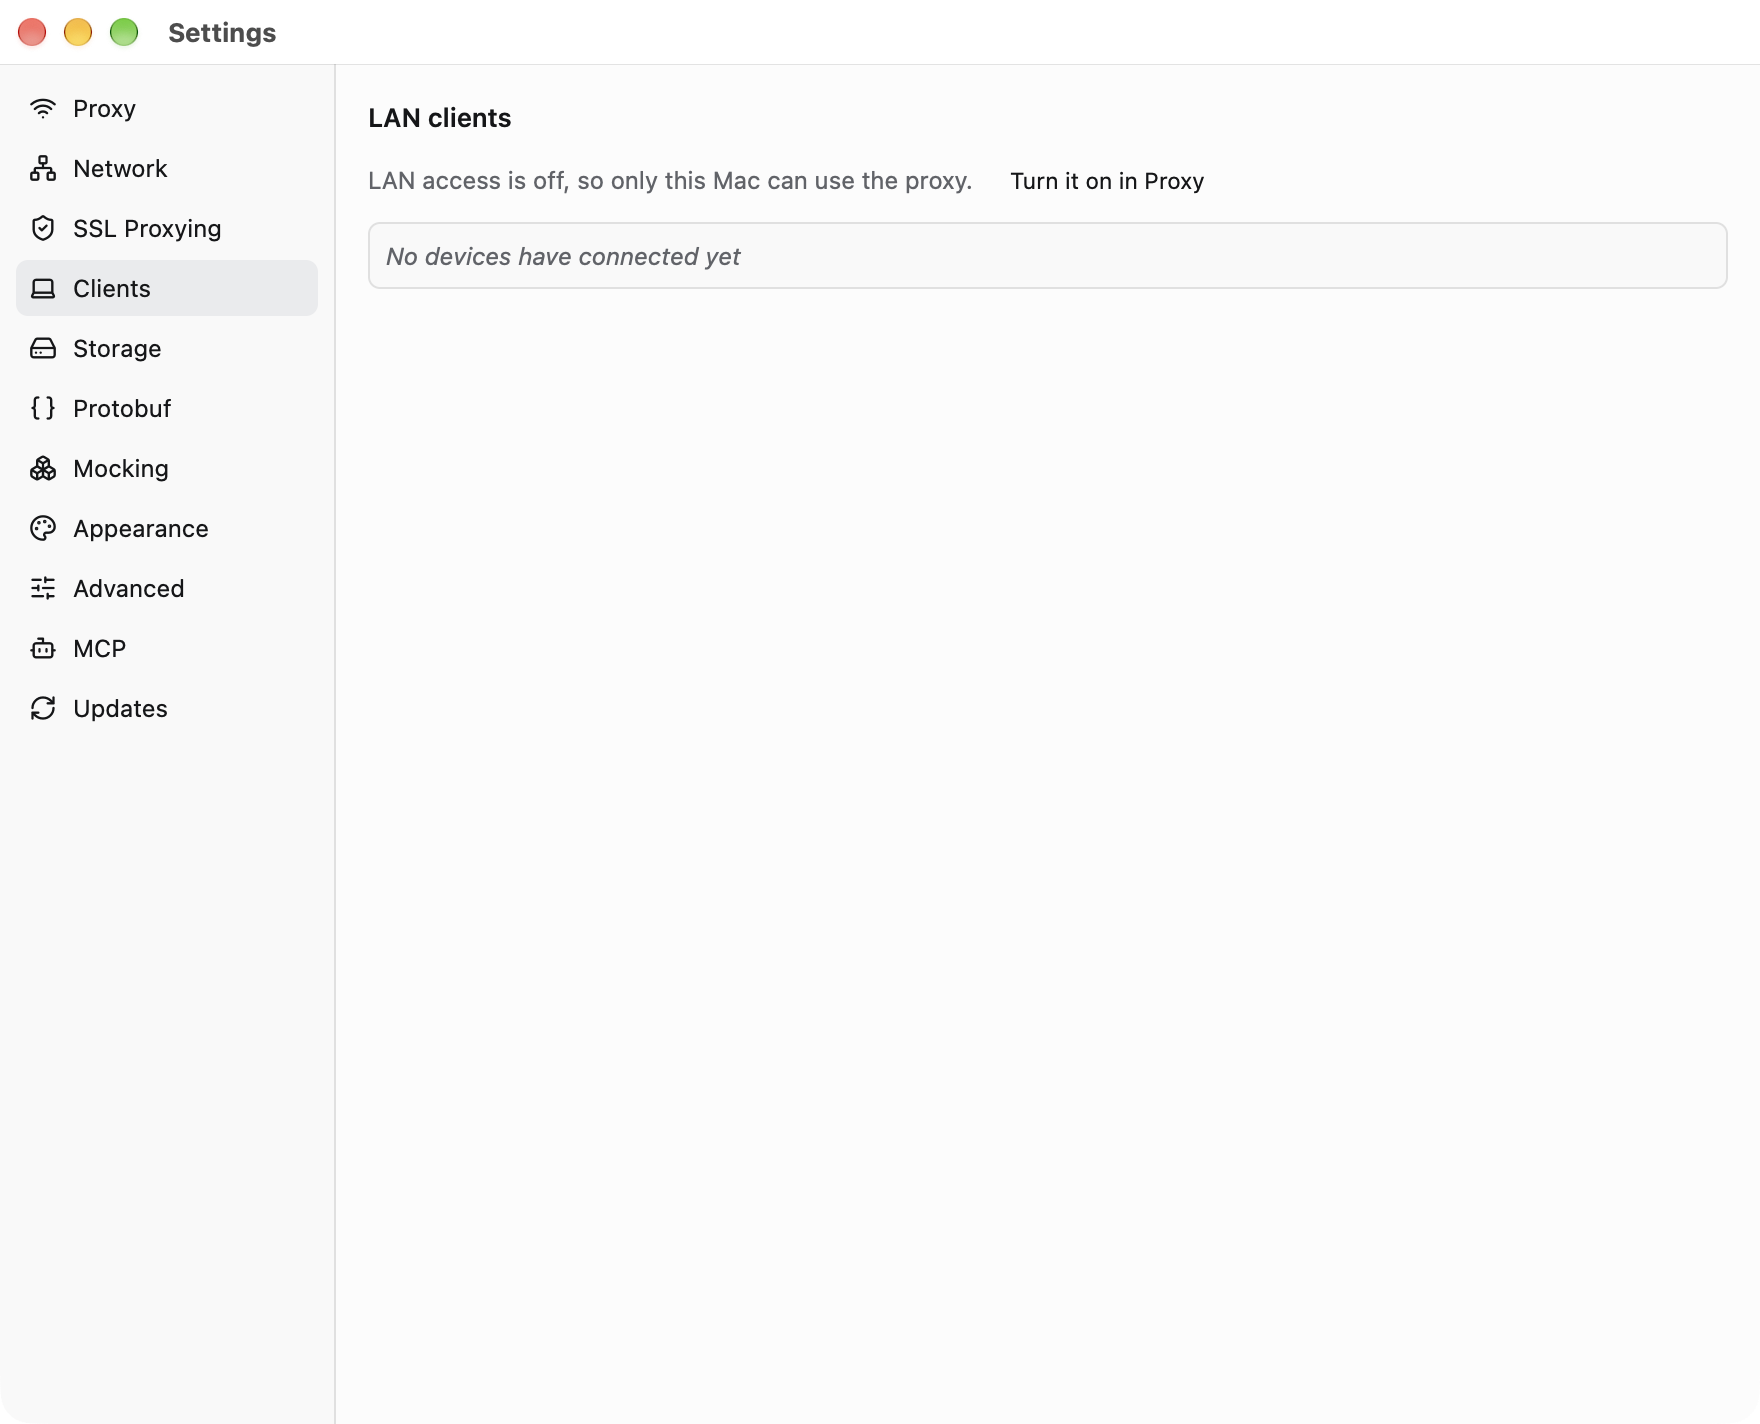 Settings
Proxy
Network
SSL Proxying
Clients
Storage
Protobuf
Mocking
Appearance
Advanced
MCP
Updates
LAN clients
LAN access is off, so only this Mac can use the proxy. Turn it on in Proxy
No devices have connected yet